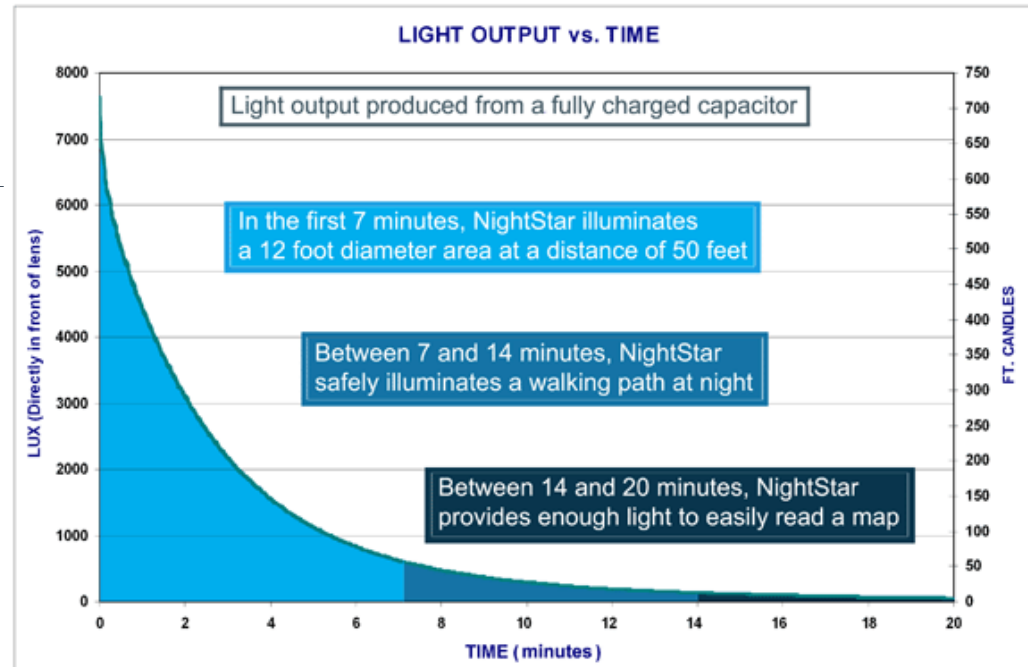 LIGHT OUTPUT vs. TIME
8000
7000
6000
5000
4000
3000
2000
1000
0
LUX (Directly in front of lens)
Light output produced from a fully charged capacitor
In the first 7 minutes, NightStar illuminates
a 12 foot diameter area at a distance of 50 feet
Between 7 and 14 minutes, NightStar
safely illuminates a walking path at night
Between 14 and 20 minutes, NightStar
provides enough light to easily read a map
750
700
650
600
550
500
450
400
350
300
250
200
150
100
50
0
FT. CANDLES
0 2 4 6 8 10 12 14 16 18 20
TIME (minutes)